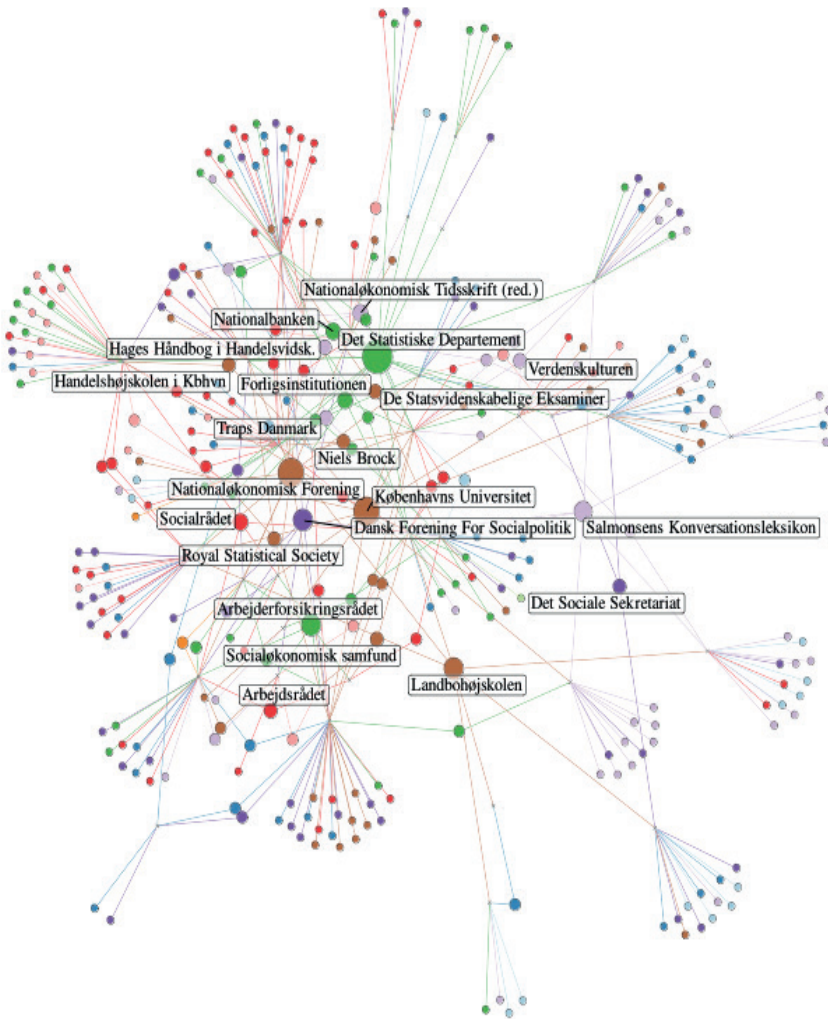 Nationaløkonomisk Tidsskrift (red.)
Nationalbanken
Det Statistiske Departement
Hages Håndbog i Handelsvidsk.
Verdenskulturen
Handelshøjskolen i Kbhvn
Forligsinstitutionen
De Statsvidenskabelige Eksaminer
Traps Danmark
Niels Brock
Nationaløkonomisk Forening
Københavns Universitet
Socialrådet
Dansk Forening For Socialpolitik
Salmonsens Konversationsleksikon
Royal Statistical Society
Det Sociale Sekretariat
Arbejderforsikringsrådet
Socialøkonomisk samfund
Landbohøjskolen
Arbejdsrådet